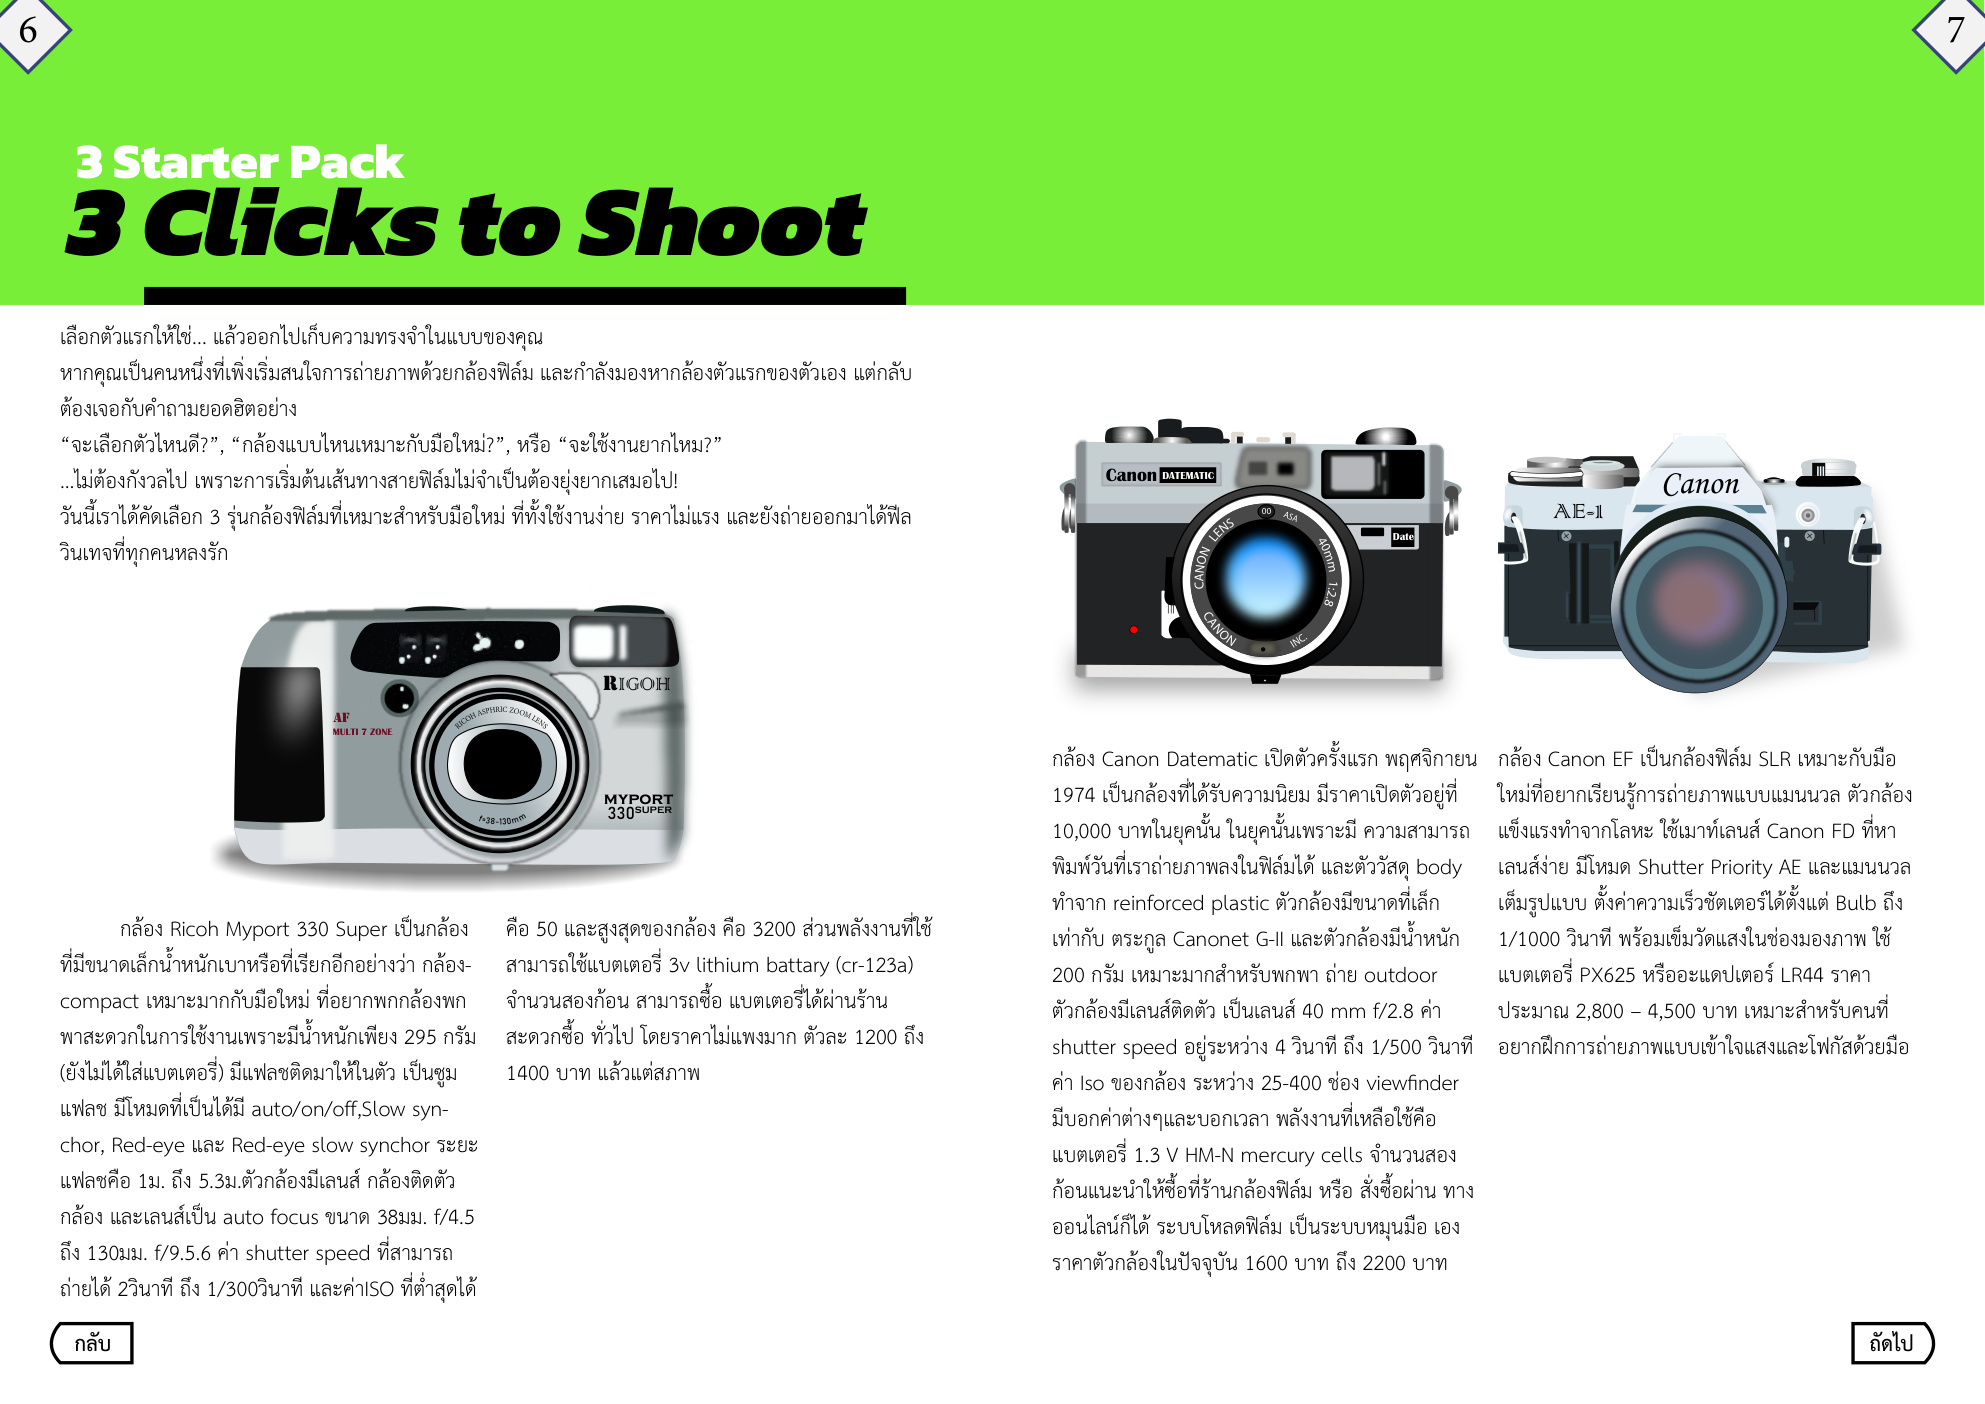 6
7
3 Starter Pack
3 Clicks to Shoot
เลือกตัวแรกให้ใช่... แล้วออกไปเก็บความทรงจำในแบบของคุณ
หากคุณเป็นคนหนึ่งที่เพิ่งเริ่มสนใจการถ่ายภาพด้วยกล้องฟิล์ม และกำลังมองหากล้องตัวแรกของตัวเอง แต่กลับ
ต้องเจอกับคำถามยอดฮิตอย่าง
“จะเลือกตัวไหนดี?”, “กล้องแบบไหนเหมาะกับมือใหม่?”, หรือ “จะใช้งานยากไหม?”
...ไม่ต้องกังวลไป เพราะการเริ่มต้นเส้นทางสายฟิล์มไม่จำเป็นต้องยุ่งยากเสมอไป!
วันนี้เราได้คัดเลือก 3 รุ่นกล้องฟิล์มที่เหมาะสำหรับมือใหม่ ที่ทั้งใช้งานง่าย ราคาไม่แรง และยังถ่ายออกมาได้ฟีล
วินเทจที่ทุกคนหลงรัก
RIGOH
AF
MULTI 7 ZONE
RICOH ASPHRIC ZOOM LENS
MYPORT
330SUPER
f=38-130mm
กล้อง Ricoh Myport 330 Super เป็นกล้อง
ที่มีขนาดเล็กน้ำหนักเบาหรือที่เรียกอีกอย่างว่า กล้อง-
compact เหมาะมากกับมือใหม่ ที่อยากพกกล้องพก
พาสะดวกในการใช้งานเพราะมีน้ำหนักเพียง 295 กรัม
(ยังไม่ได้ใส่แบตเตอรี่) มีแฟลชติดมาให้ในตัว เป็นซูม
แฟลช มีโหมดที่เป็นได้มี auto/on/off,Slow syn-
chor, Red-eye และ Red-eye slow synchor ระยะ
แฟลชคือ 1ม. ถึง 5.3ม.ตัวกล้องมีเลนส์ กล้องติดตัว
กล้อง และเลนส์เป็น auto focus ขนาด 38มม. f/4.5
ถึง 130มม. f/9.5.6 ค่า shutter speed ที่สามารถ
ถ่ายได้ 2วินาที ถึง 1/300วินาที และค่าISO ที่ต่ำสุดได้
คือ 50 และสูงสุดของกล้อง คือ 3200 ส่วนพลังงานที่ใช้
สามารถใช้แบตเตอรี่ 3v lithium battary (cr-123a)
จำนวนสองก้อน สามารถซื้อ แบตเตอรี่ได้ผ่านร้าน
สะดวกซื้อ ทั่วไป โดยราคาไม่แพงมาก ตัวละ 1200 ถึง
1400 บาท แล้วแต่สภาพ
Canon DATEMATIC
Date
00
ASA
40mm 1:2.8
CANON LENS
CANON
INC.
Canon
AE-1
กล้อง Canon Datematic เปิดตัวครั้งแรก พฤศจิกายน
1974 เป็นกล้องที่ได้รับความนิยม มีราคาเปิดตัวอยู่ที่
10,000 บาทในยุคนั้น ในยุคนั้นเพราะมี ความสามารถ
พิมพ์วันที่เราถ่ายภาพลงในฟิล์มได้ และตัววัสดุ body
ทำจาก reinforced plastic ตัวกล้องมีขนาดที่เล็ก
เท่ากับ ตระกูล Canonet G-II และตัวกล้องมีน้ำหนัก
200 กรัม เหมาะมากสำหรับพกพา ถ่าย outdoor
ตัวกล้องมีเลนส์ติดตัว เป็นเลนส์ 40 mm f/2.8 ค่า
shutter speed อยู่ระหว่าง 4 วินาที ถึง 1/500 วินาที
ค่า Iso ของกล้อง ระหว่าง 25-400 ช่อง viewfinder
มีบอกค่าต่างๆและบอกเวลา พลังงานที่เหลือใช้คือ
แบตเตอรี่ 1.3 V HM-N mercury cells จำนวนสอง
ก้อนแนะนำให้ซื้อที่ร้านกล้องฟิล์ม หรือ สั่งซื้อผ่าน ทาง
ออนไลน์ก็ได้ ระบบโหลดฟิล์ม เป็นระบบหมุนมือ เอง
ราคาตัวกล้องในปัจจุบัน 1600 บาท ถึง 2200 บาท
กล้อง Canon EF เป็นกล้องฟิล์ม SLR เหมาะกับมือ
ใหม่ที่อยากเรียนรู้การถ่ายภาพแบบแมนนวล ตัวกล้อง
แข็งแรงทำจากโลหะ ใช้เมาท์เลนส์ Canon FD ที่หา
เลนส์ง่าย มีโหมด Shutter Priority AE และแมนนวล
เต็มรูปแบบ ตั้งค่าความเร็วชัตเตอร์ได้ตั้งแต่ Bulb ถึง
1/1000 วินาที พร้อมเข็มวัดแสงในช่องมองภาพ ใช้
แบตเตอรี่ PX625 หรืออะแดปเตอร์ LR44 ราคา
ประมาณ 2,800 – 4,500 บาท เหมาะสำหรับคนที่
อยากฝึกการถ่ายภาพแบบเข้าใจแสงและโฟกัสด้วยมือ
กลับ
ถัดไป